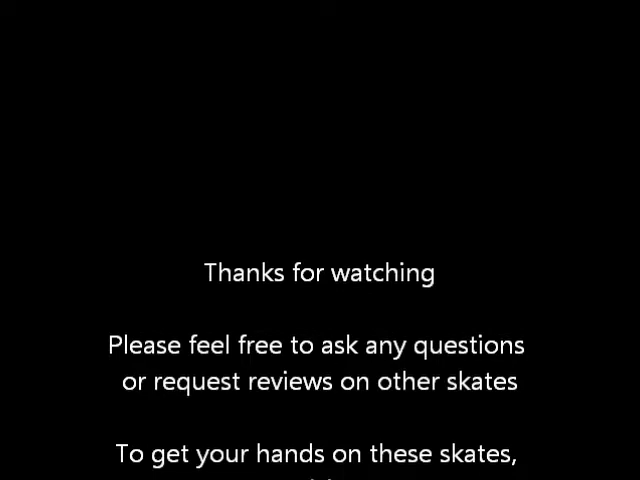 Thanks for watching
Please feel free to ask any questions
or request reviews on other skates
To get your hands on these skates,